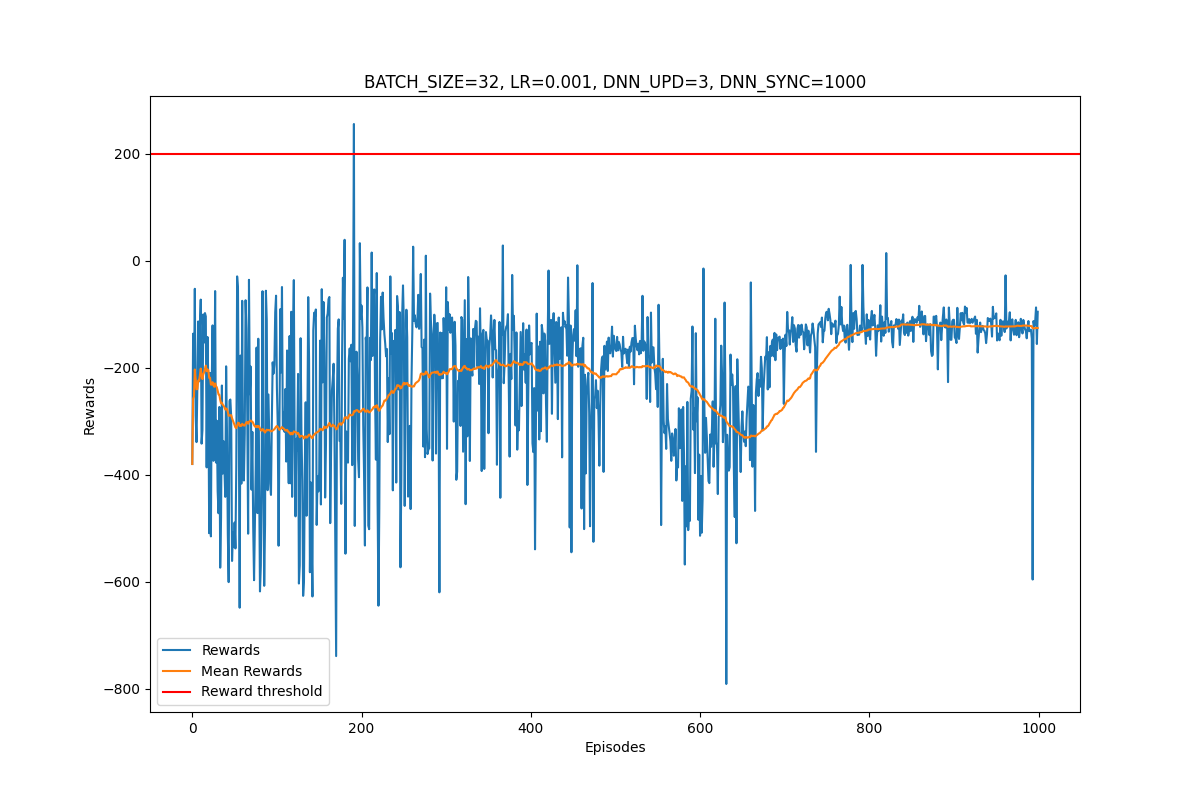 BATCH_SIZE=32, LR=0.001, DNN_UPD=3, DNN_SYNC=1000
200
0
−200
−400
−600
−800
Rewards
Rewards
Mean Rewards
Reward threshold
0
200
400
600
800
1000
Episodes